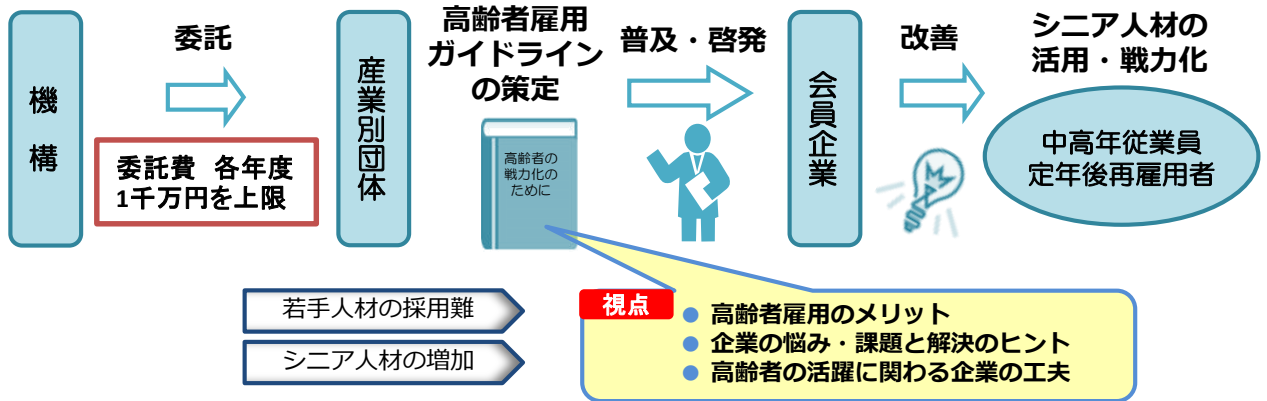 機
構
委託
委託費 各年度
1千万円を上限
産業別団体
高齢者雇用
ガイドライン
の策定
高齢者の
戦力化の
ために
普及・啓発
会員企業
改善
シニア人材の
活用・戦力化
中高年従業員
定年後再雇用者
若手人材の採用難
シニア人材の増加
視点
● 高齢者雇用のメリット
● 企業の悩み・課題と解決のヒント
● 高齢者の活躍に関わる企業の工夫